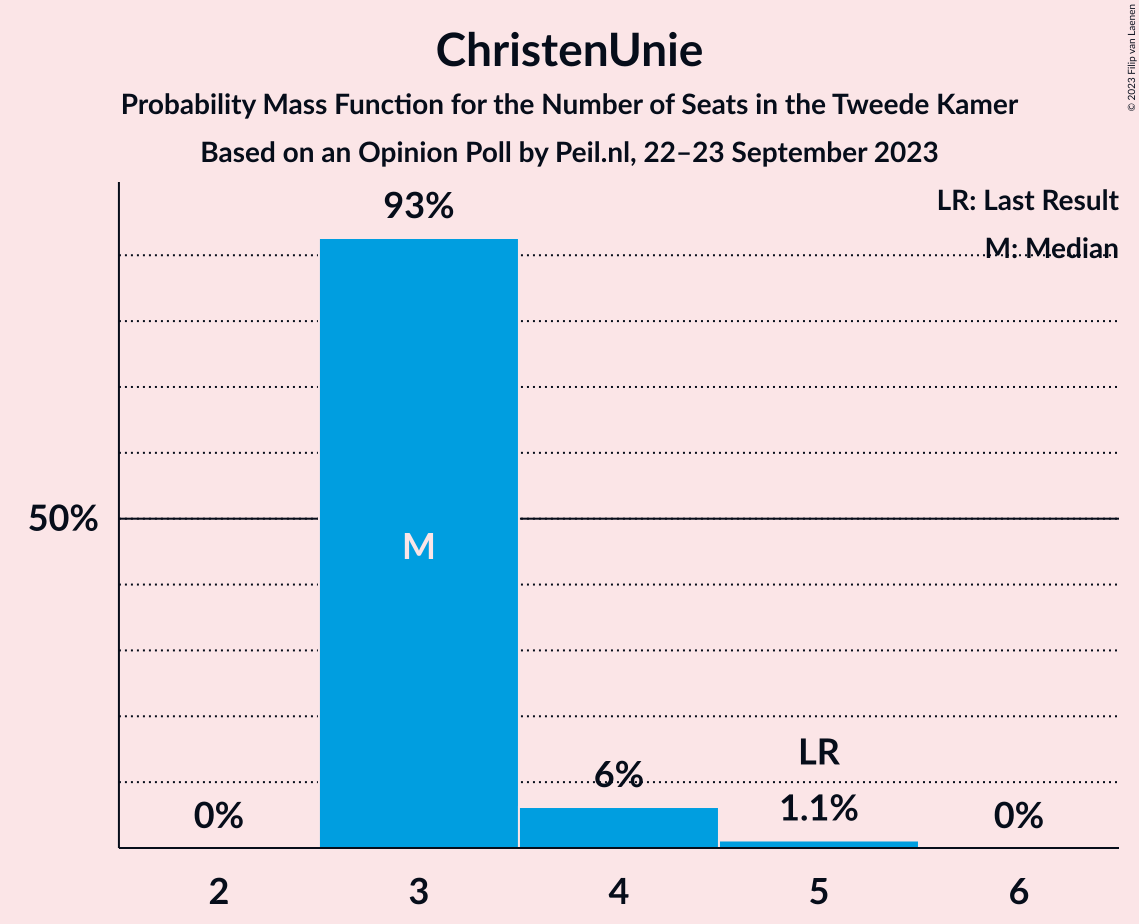 ChristenUnie
Probability Mass Function for the Number of Seats in the Tweede Kamer
Based on an Opinion Poll by Peil.nl, 22–23 September 2023
© 2023 Filip van Laenen
LR: Last Result
M: Median
93%
50%
M
LR
6%
1.1%
0%
0%
2
3
4
5
6